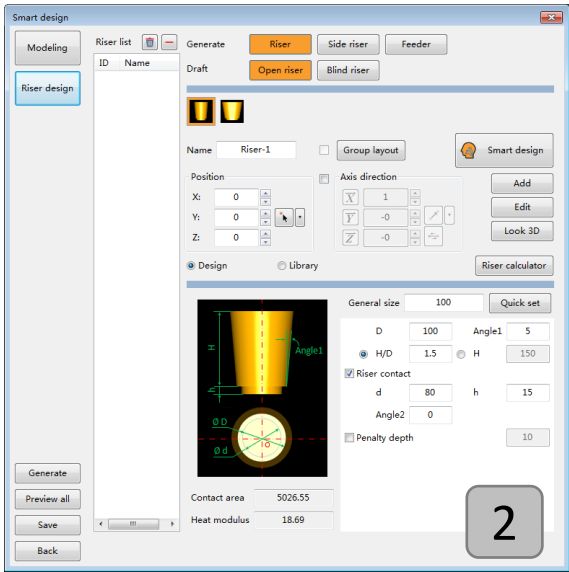 Smart design
Modeling
Riser design
Riser list
ID Name
Generate Riser Side riser Feeder
Draft Open riser Blind riser
Name Riser-1 Group layout Smart design
Position Axis direction Add
X: 0 X 1
Y: 0 Y -0 Edit
Z: 0 Z -0 Look 3D
Design Library Riser calculator
General size 100 Quick set
D 100 Angle1 5
H/D 1.5 H 150
Riser contact
d 80 h 15
Angle2 0
Penalty depth 10
H
Angle1
h
Ø D
O
Ø d
Contact area 5026.55
Heat modulus 18.69
Generate
Preview all
Save
Back
2